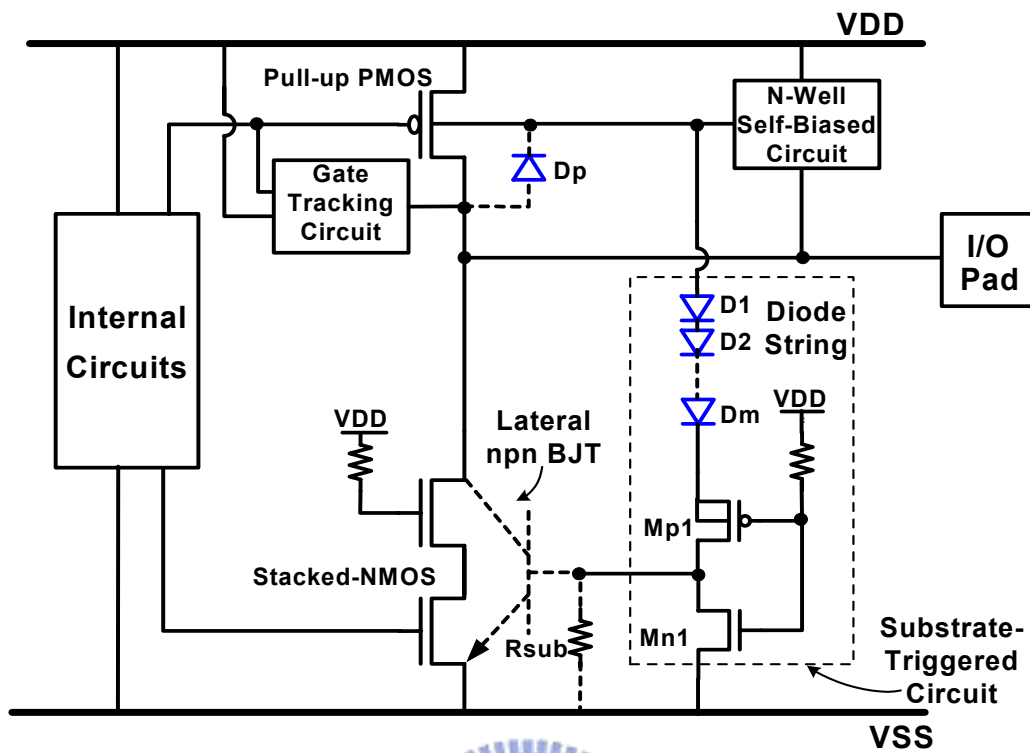 VDD
Pull-up PMOS
N-Well
Self-Biased
Circuit
Dp
Gate
Tracking
Circuit
I/O
Pad
Internal
Circuits
D1
D2
Diode
String
Dm
VDD
VDD
Lateral
npn BJT
Mp1
Stacked-NMOS
Rsub
Mn1
Substrate-
Triggered
Circuit
VSS